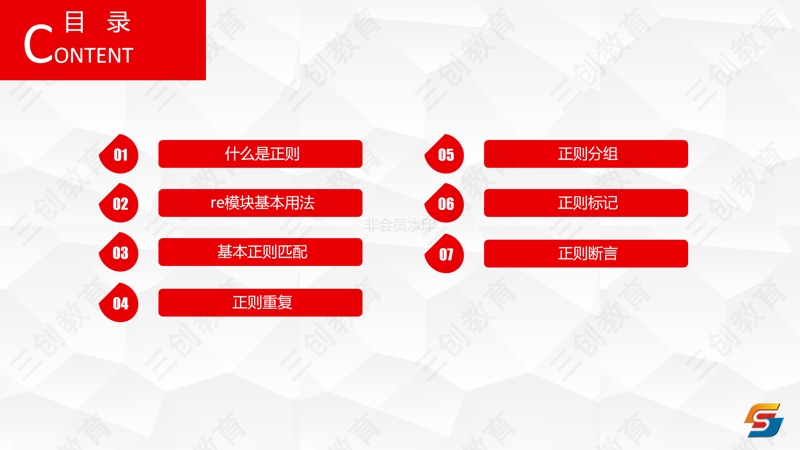 目 录
CONTENT
01 什么是正则
02 re模块基本用法
03 基本正则匹配
04 正则重复
05 正则分组
06 正则标记
07 正则断言
非会员水印
三创教育